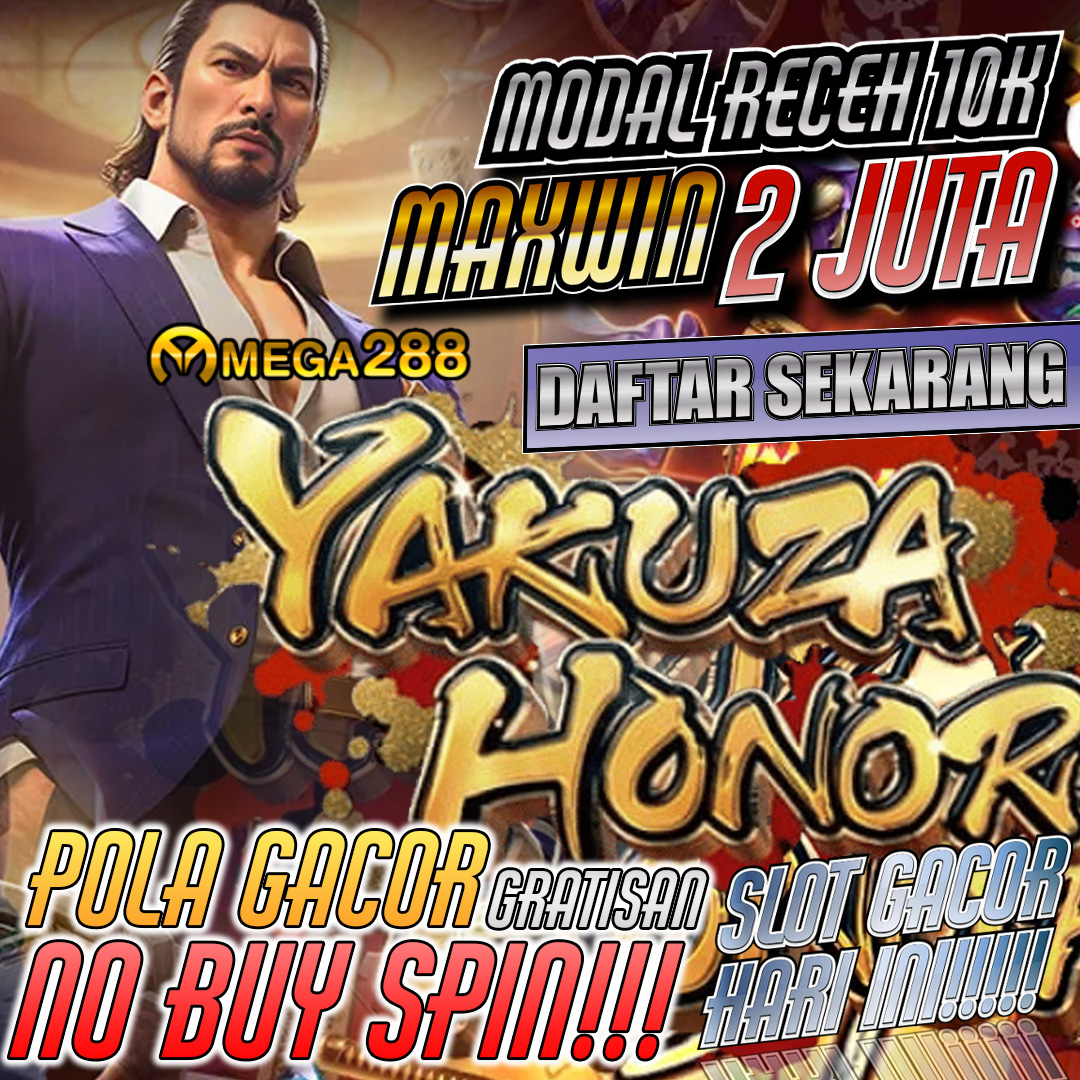 MODAL RECEH 10K
MAXWIN 2 JUTA
MEGA288
DAFTAR SEKARANG
YAKUZA
HONOR
POLA GACOR GRATISAN
NO BUY SPIN!!!
SLOT GACOR
HARI INI!!!!!!